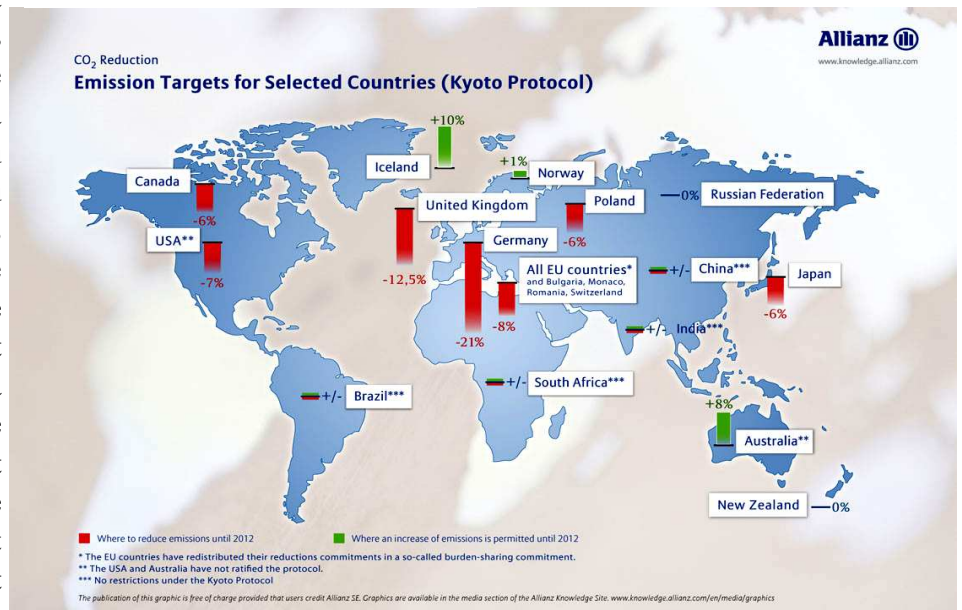 Allianz
www.knowledge.allianz.com
CO2 Reduction
Emission Targets for Selected Countries (Kyoto Protocol)
+10%
Iceland
+1%
Norway
Canada
-6%
United Kingdom
-12,5%
Poland
-6%
0%
Russian Federation
USA**
-7%
Germany
-21%
All EU countries*
and Bulgaria, Monaco,
Romania, Switzerland
-8%
+/-
China***
Japan
-6%
+/-
India***
+/-
Brazil***
+/-
South Africa***
+8%
Australia**
New Zealand
0%
Where to reduce emissions until 2012
Where an increase of emissions is permitted until 2012
* The EU countries have redistributed their reductions commitments in a so-called burden-sharing commitment.
** The USA and Australia have not ratified the protocol.
*** No restrictions under the Kyoto Protocol
The publication of this graphic is free of charge provided that users credit Allianz SE. Graphics are available in the media section of the Allianz Knowledge Site. www.knowledge.allianz.com/en/media/graphics